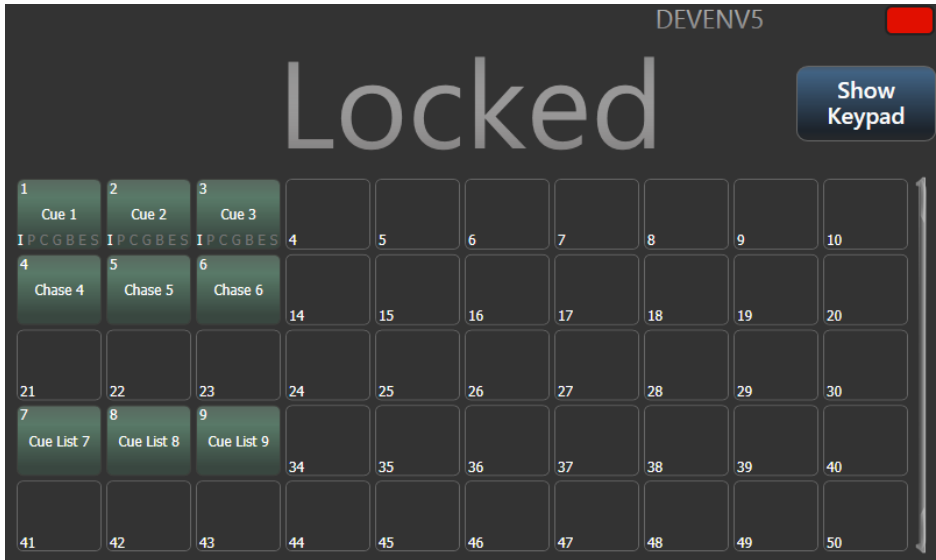 DEVENV5
Locked
Show
Keypad
1 2 3
Cue 1 Cue 2 Cue 3
I P C G B E S I P C G B E S I P C G B E S 4 5 6 7 8 9 10
4 5 6
Chase 4 Chase 5 Chase 6
14 15 16 17 18 19 20
21 22 23 24 25 26 27 28 29 30
7 8 9
Cue List 7 Cue List 8 Cue List 9
34 35 36 37 38 39 40
41 42 43 44 45 46 47 48 49 50